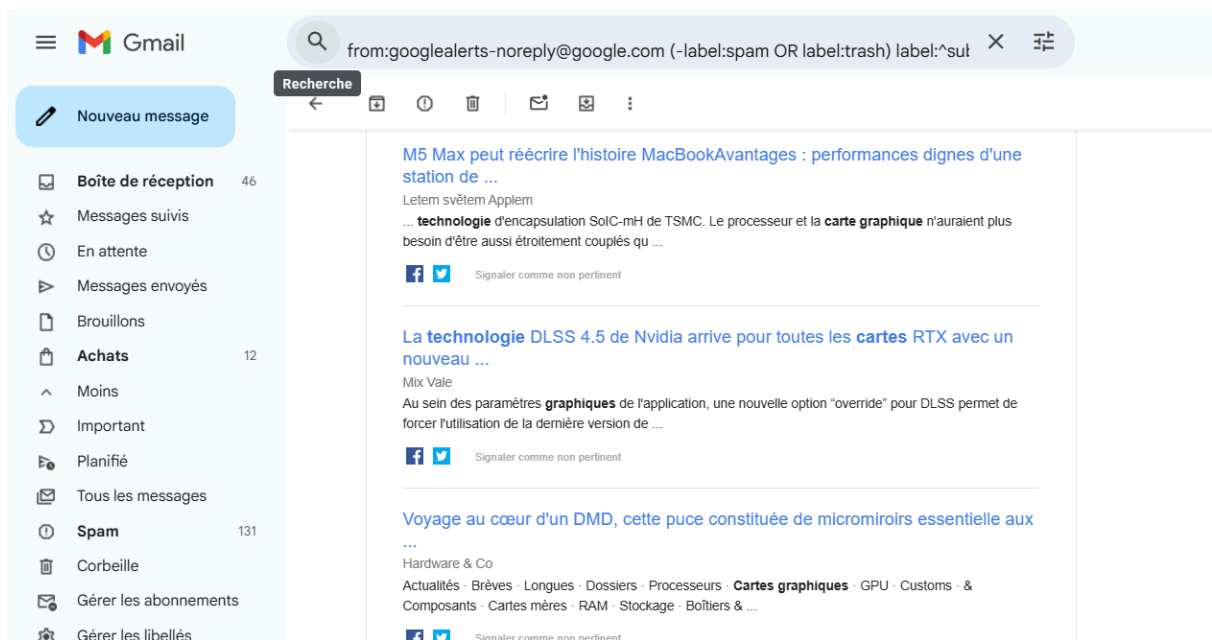 Gmail
from:googlealerts-noreply@google.com (-label:spam OR label:trash) label:^sub
Recherche
Nouveau message
Boîte de réception 46
Messages suivis
En attente
Messages envoyés
Brouillons
Achats 12
Moins
Important
Planifié
Tous les messages
Spam 131
Corbeille
Gérer les abonnements
Gérer les libellés
M5 Max peut réécrire l'histoire MacBookAvantages : performances dignes d'une
station de ...
Letem světem Applem
... technologie d'encapsulation SoIC-mH de TSMC. Le processeur et la carte graphique n'auraient plus
besoin d'être aussi étroitement couplés qu ...
Signaler comme non pertinent
La technologie DLSS 4.5 de Nvidia arrive pour toutes les cartes RTX avec un
nouveau ...
Mix Vale
Au sein des paramètres graphiques de l'application, une nouvelle option “override” pour DLSS permet de
forcer l'utilisation de la dernière version de ...
Signaler comme non pertinent
Voyage au cœur d'un DMD, cette puce constituée de micromiroirs essentielle aux
...
Hardware & Co
Actualités · Brèves · Longues · Dossiers · Processeurs · Cartes graphiques · GPU · Customs · &
Composants · Cartes mères · RAM · Stockage · Boîtiers & ...
Signaler comme non pertinent